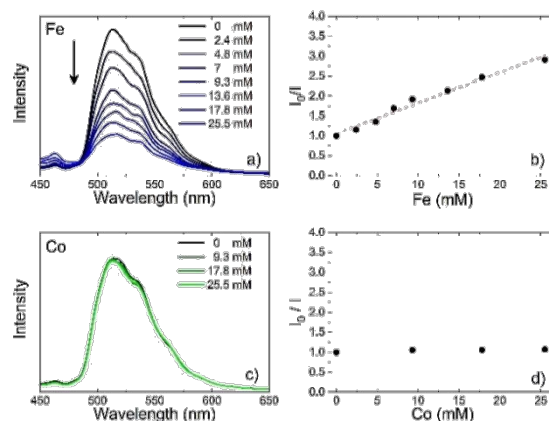 Fe
0 mM
2.4 mM
4.8 mM
7 mM
9.3 mM
13.6 mM
17.8 mM
25.5 mM
Intensity
a)
450 500 550 600 650
Wavelength (nm)
4.0
3.5
3.0
2.5
2.0
1.5
1.0
0.5
0.0
I₀/I
b)
0 5 10 15 20 25
Fe (mM)
Co
0 mM
9.3 mM
17.8 mM
25.5 mM
Intensity
c)
450 500 550 600 650
Wavelength (nm)
4.0
3.5
3.0
2.5
2.0
1.5
1.0
0.5
0.0
I₀ / I
d)
0 5 10 15 20 25
Co (mM)